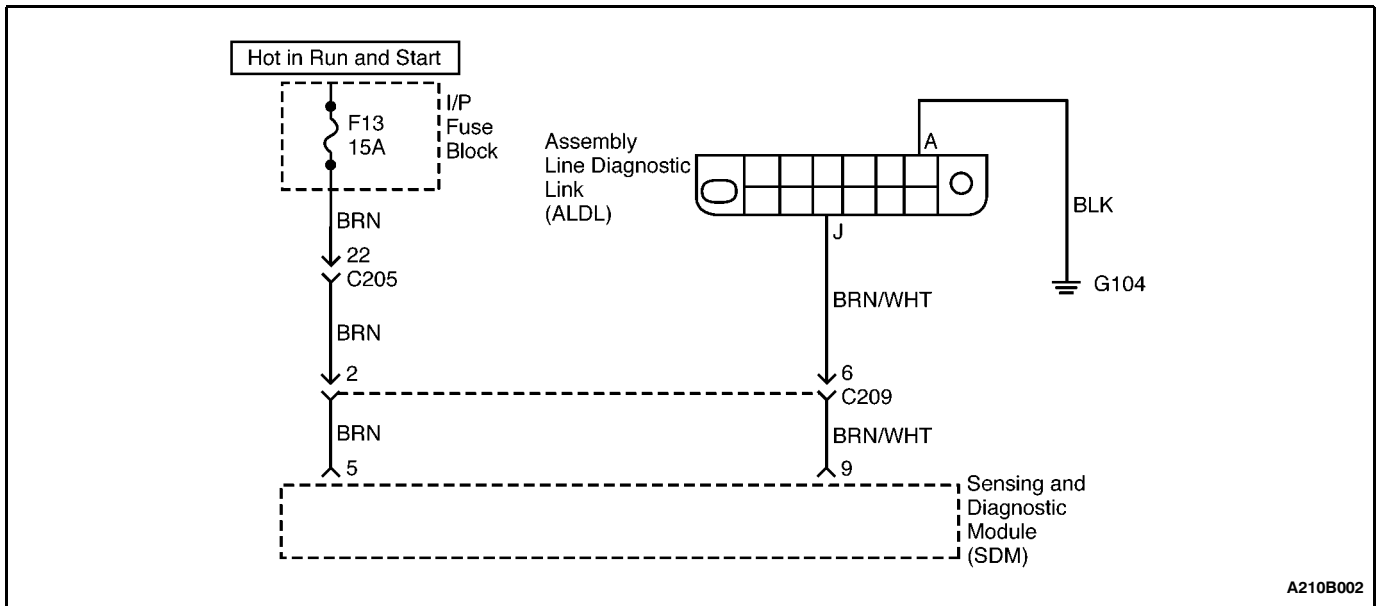 Hot in Run and Start
F13
15A
I/P
Fuse
Block
Assembly
Line Diagnostic
Link
(ALDL)
A
BLK
G104
BRN
22
C205
J
BRN/WHT
BRN
2
6
C209
BRN
BRN/WHT
5
9
Sensing and
Diagnostic
Module
(SDM)
A210B002